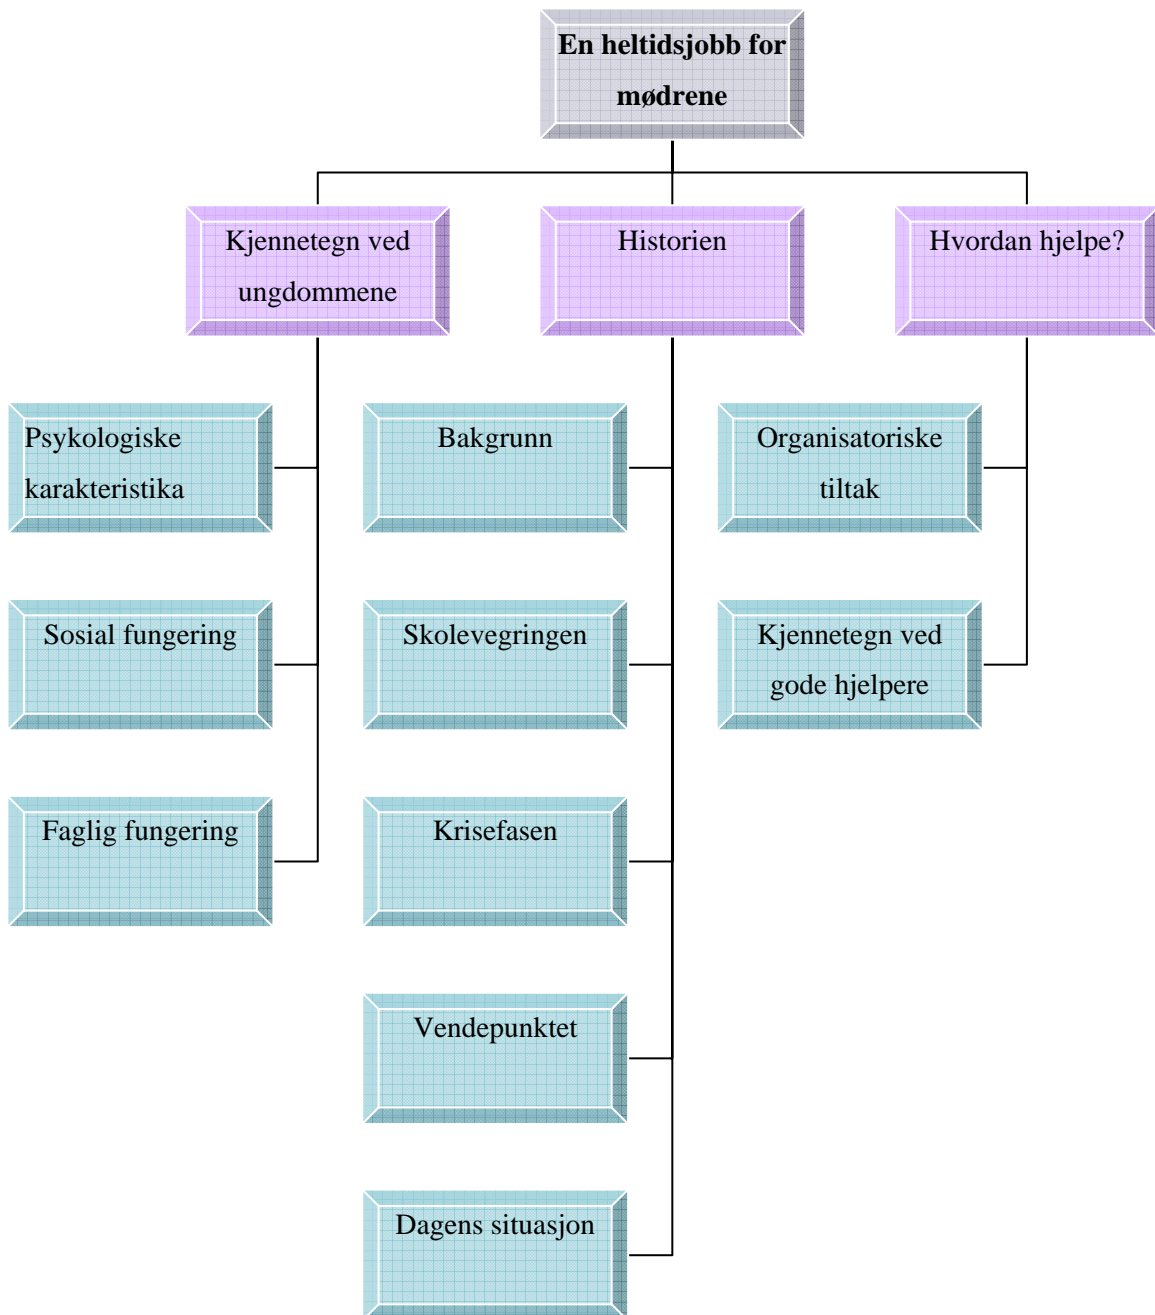 En heltidsjobb for
mødrene
Kjennetegn ved
ungdommene
Historien
Hvordan hjelpe?
Psykologiske
karakteristika
Bakgrunn
Organisatoriske
tiltak
Sosial fungering
Skolevegringen
Kjennetegn ved
gode hjelpere
Faglig fungering
Krisefasen
Vendepunktet
Dagens situasjon